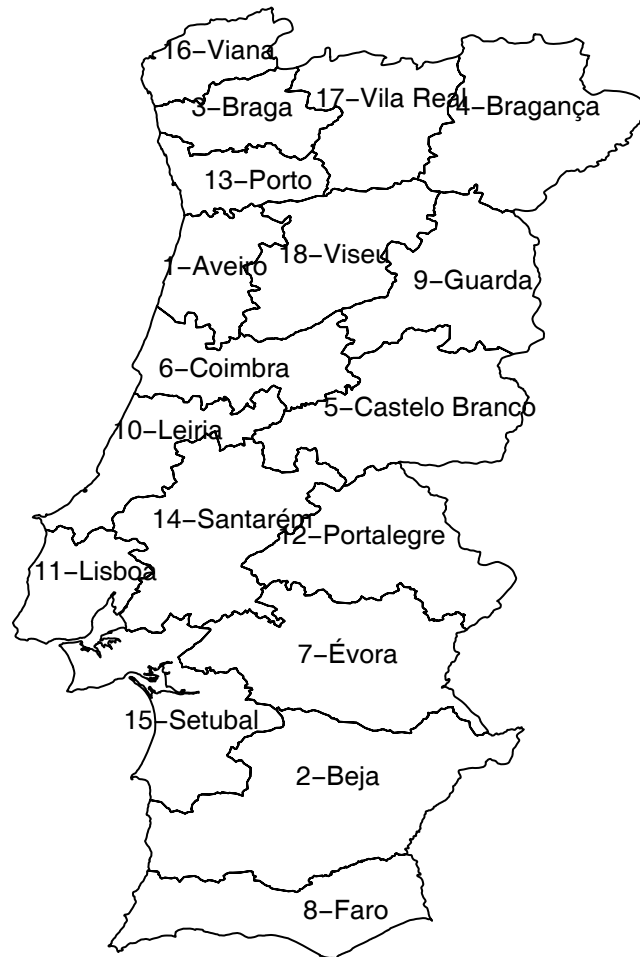 16−Viana
3−Braga
17−Vila Real
4−Bragança
13−Porto
1−Aveiro
18−Viseu
9−Guarda
6−Coimbra
5−Castelo Branco
10−Leiria
14−Santarém
12−Portalegre
11−Lisboa
7−Évora
15−Setubal
2−Beja
8−Faro